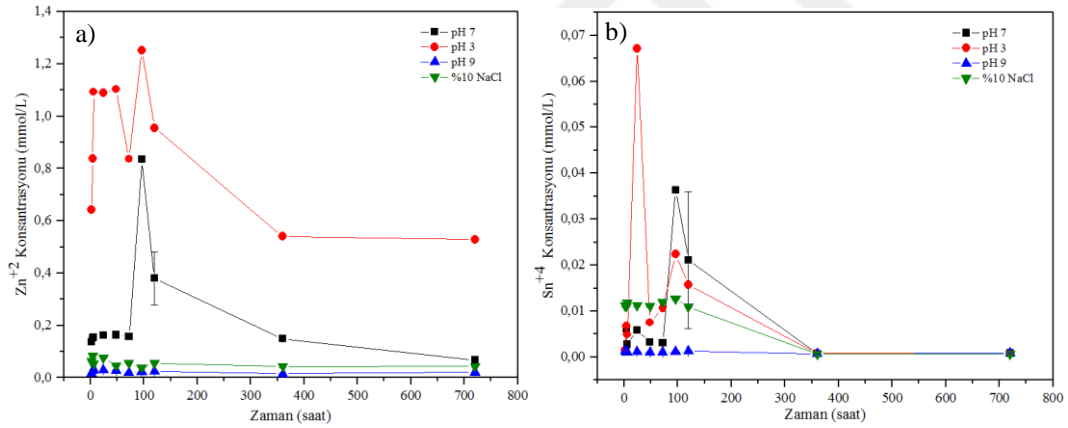 a)
pH 7
pH 3
pH 9
%10 NaCl
Zn+2 Konsantrasyonu (mmol/L)
1,4
1,2
1,0
0,8
0,6
0,4
0,2
0,0
0 100 200 300 400 500 600 700 800
Zaman (saat)
b)
pH 7
pH 3
pH 9
%10 NaCl
Sn+4 Konsantrasyonu (mmol/L)
0,07
0,06
0,05
0,04
0,03
0,02
0,01
0,00
0 100 200 300 400 500 600 700 800
Zaman (saat)